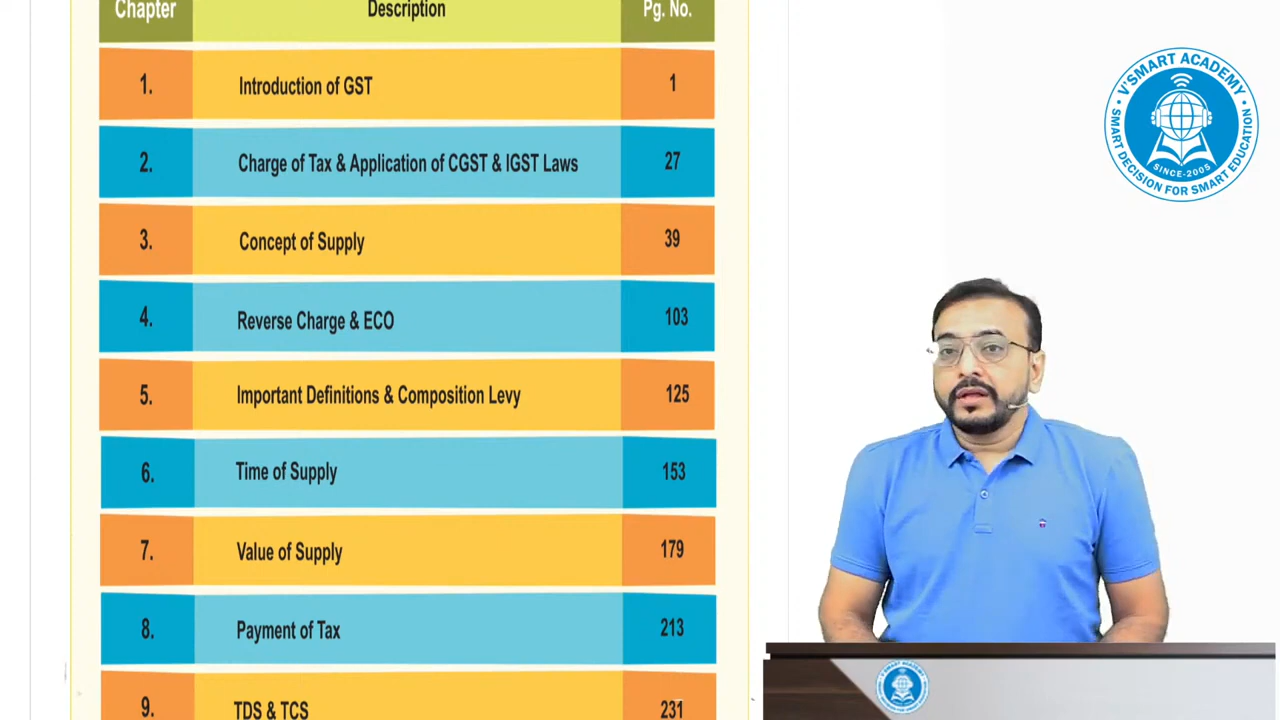 Chapter Description Pg. No.
1. Introduction of GST 1
2. Charge of Tax & Application of CGST & IGST Laws 27
3. Concept of Supply 39
4. Reverse Charge & ECO 103
5. Important Definitions & Composition Levy 125
6. Time of Supply 153
7. Value of Supply 179
8. Payment of Tax 213
9. TDS & TCS 231
V'SMART ACADEMY
SINCE-2005
SMART DECISION FOR SMART EDUCATION
V'SMART ACADEMY